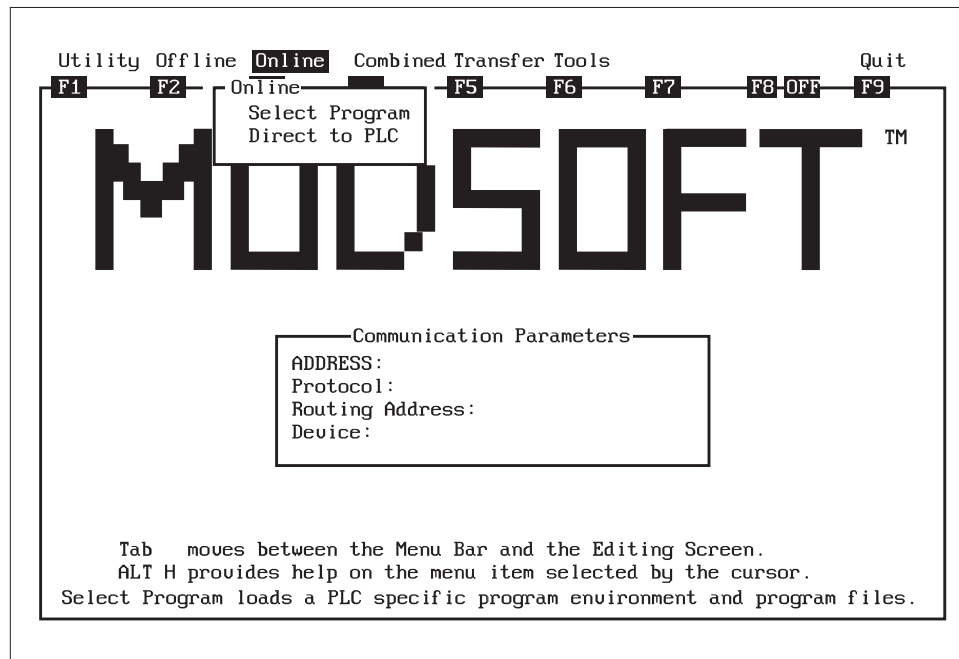 Utility Offline Online Combined Transfer Tools Quit
F1 F2 Online F5 F6 F7 F8 OFF F9
Select Program
Direct to PLC
MODSOFT TM
Communication Parameters
ADDRESS:
Protocol:
Routing Address:
Device:
Tab moves between the Menu Bar and the Editing Screen.
ALT H provides help on the menu item selected by the cursor.
Select Program loads a PLC specific program environment and program files.